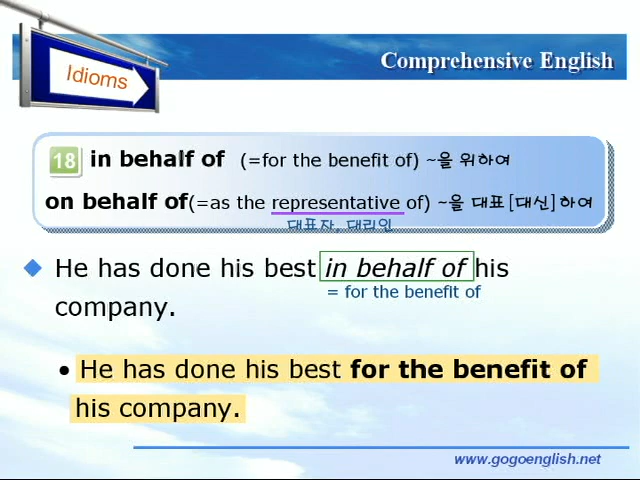 Idioms
Comprehensive English
18 in behalf of (=for the benefit of) ~을 위하여
on behalf of(=as the representative of) ~을 대표[대신]하여
대표자, 대리인
He has done his best in behalf of his
= for the benefit of
company.
• He has done his best for the benefit of
his company.
www.gogoenglish.net